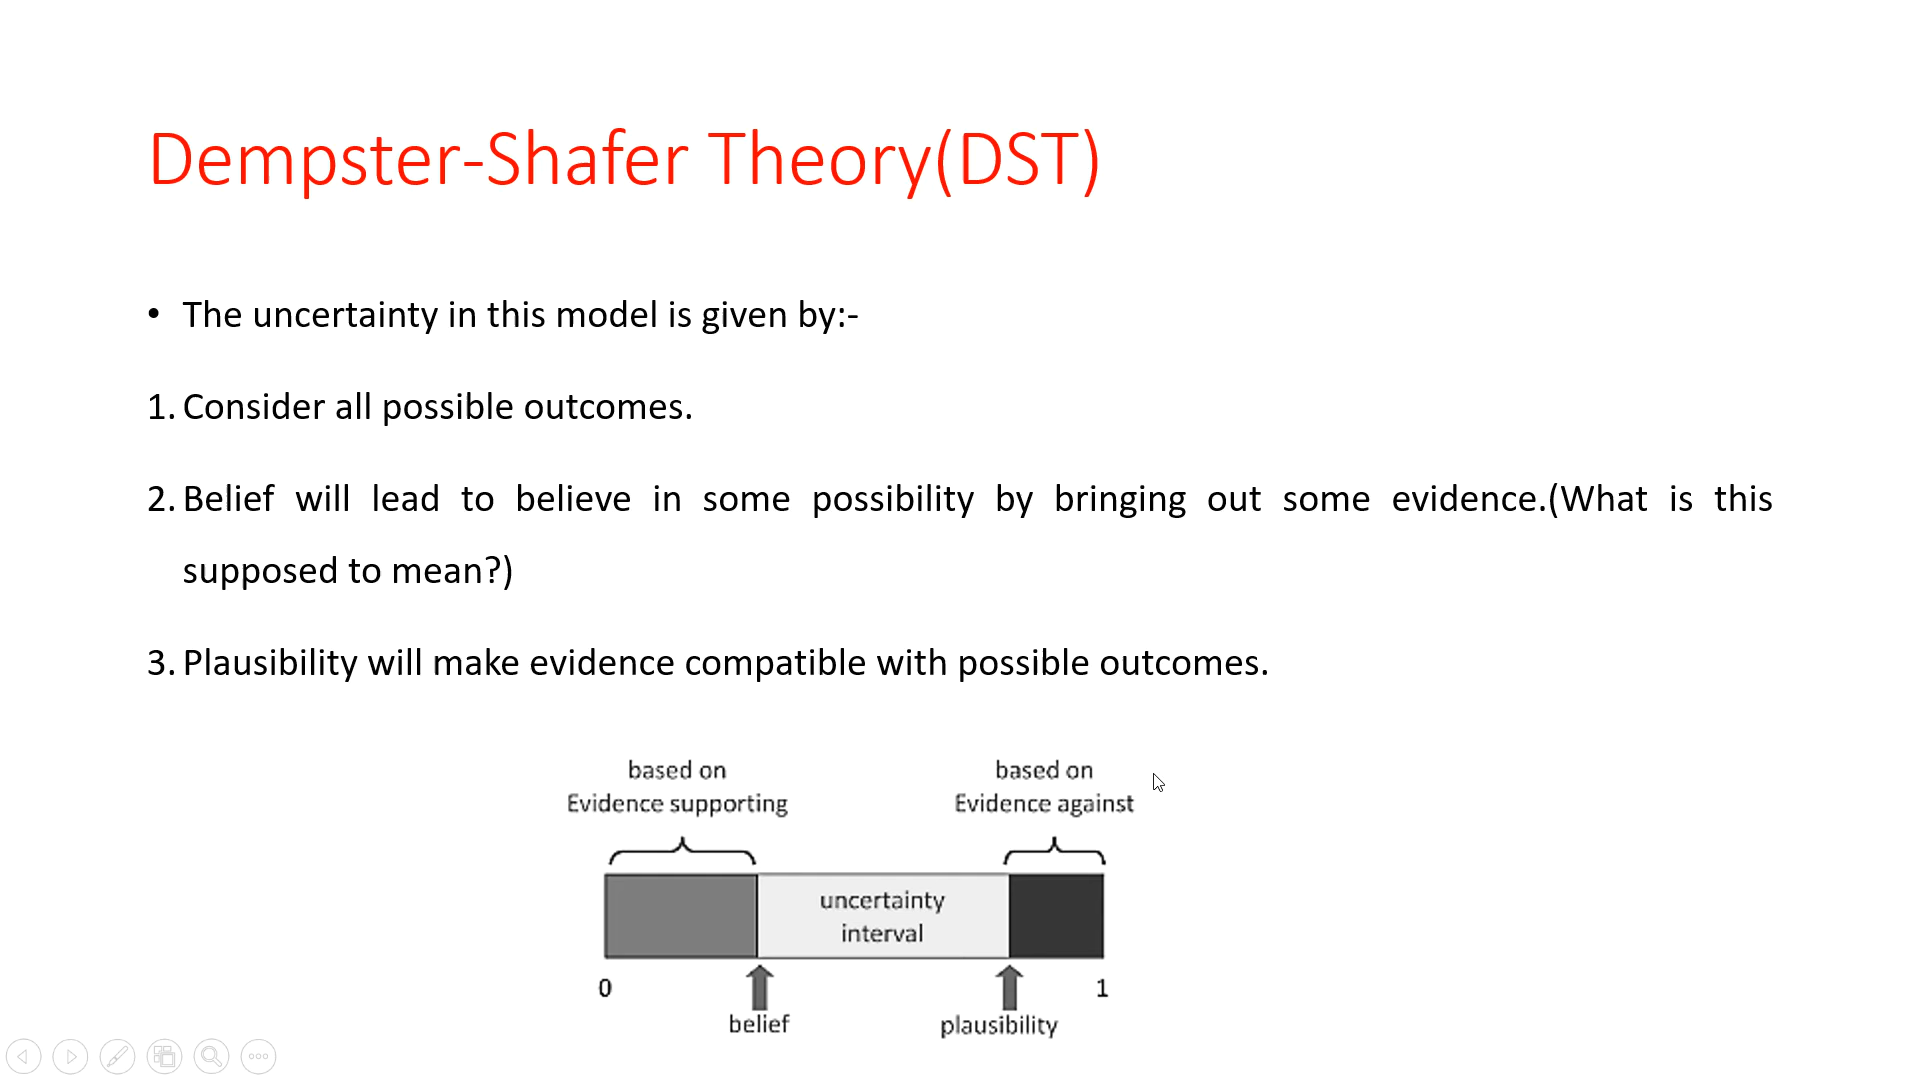 Dempster-Shafer Theory(DST)
• The uncertainty in this model is given by:-
1. Consider all possible outcomes.
2. Belief will lead to believe in some possibility by bringing out some evidence.(What is this
supposed to mean?)
3. Plausibility will make evidence compatible with possible outcomes.
based on
Evidence supporting
based on
Evidence against
uncertainty
interval
0
1
belief
plausibility